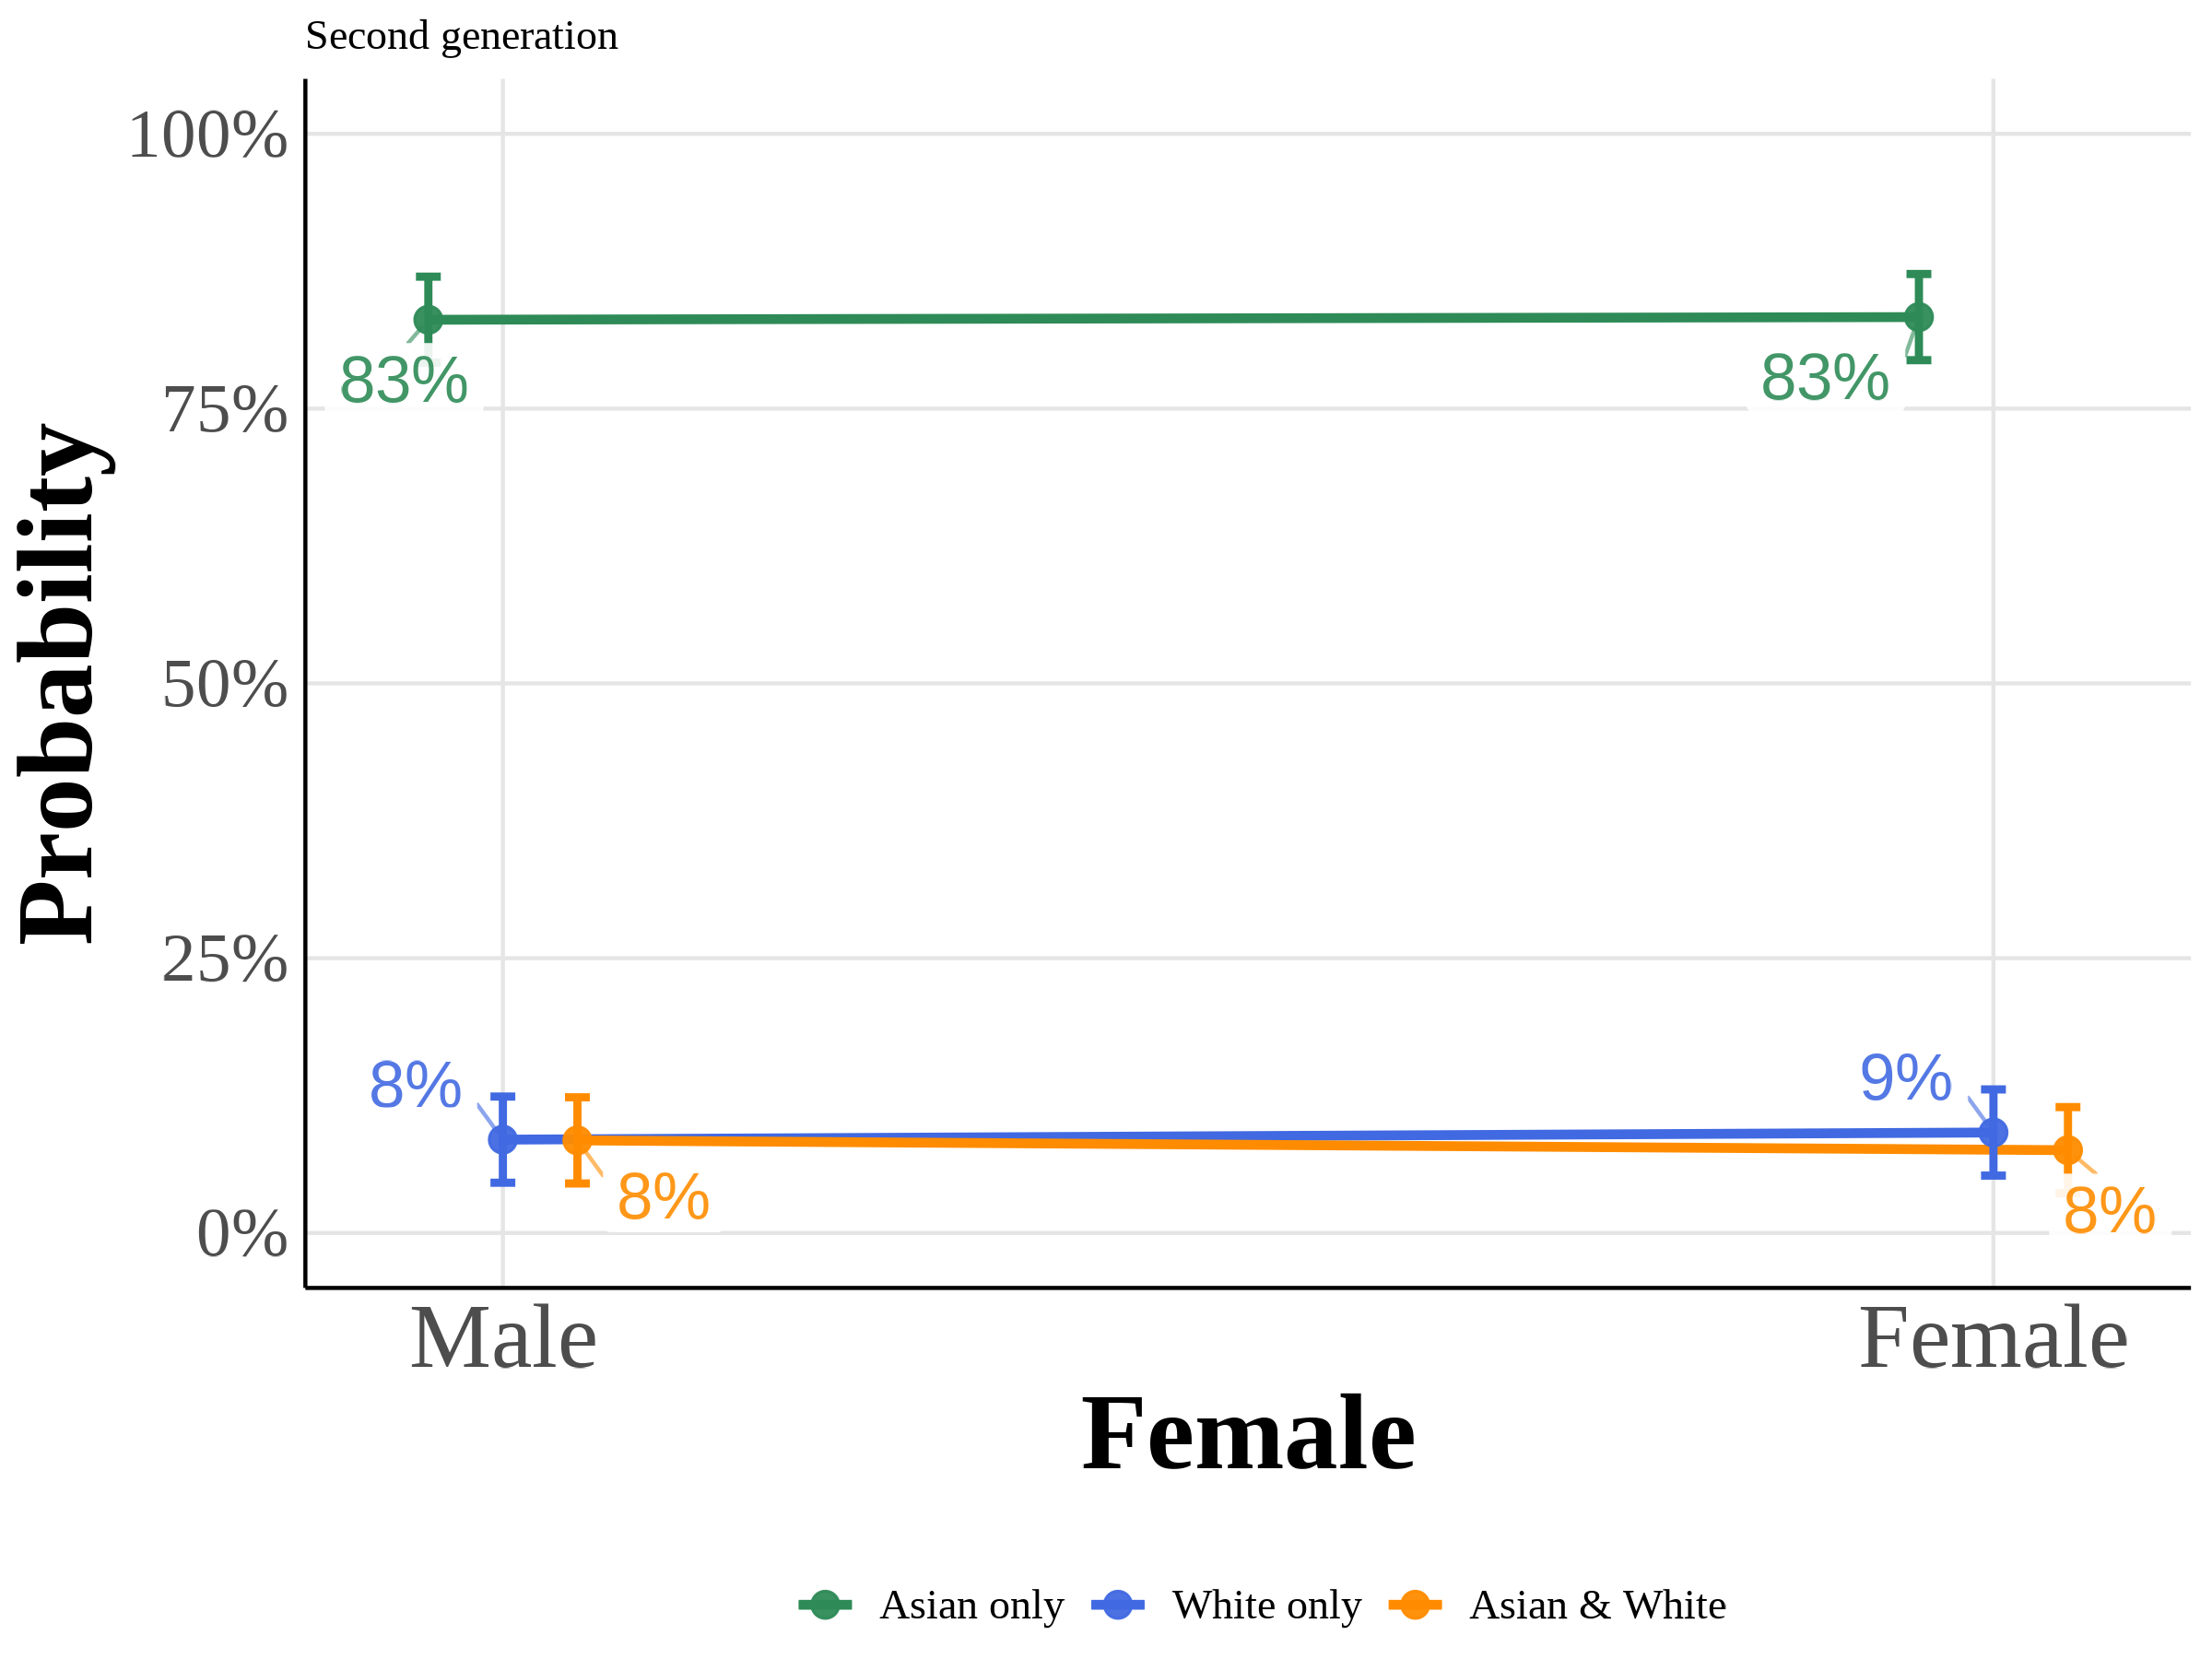 Second generation
100%
75%
50%
25%
0%
Probability
83%
83%
8%
8%
9%
8%
Male
Female
Female
Asian only
White only
Asian & White